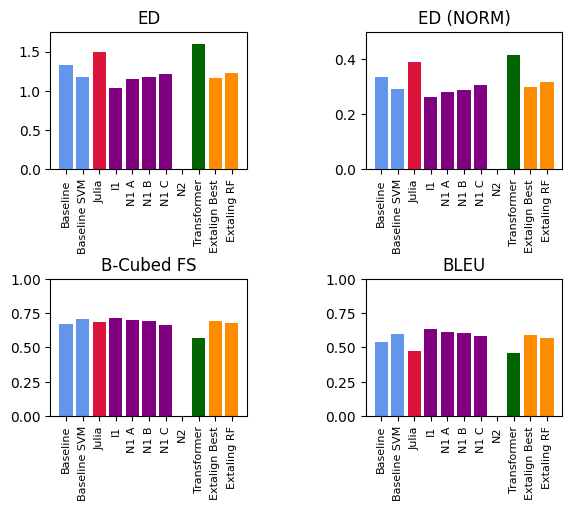 ED
1.5
1.0
0.5
0.0
Baseline
Baseline SVM
Julia
I1
N1 A
N1 B
N1 C
N2
Transformer
Extalign Best
Extaling RF
ED (NORM)
0.4
0.2
0.0
Baseline
Baseline SVM
Julia
I1
N1 A
N1 B
N1 C
N2
Transformer
Extalign Best
Extaling RF
B-Cubed FS
1.00
0.75
0.50
0.25
0.00
Baseline
Baseline SVM
Julia
I1
N1 A
N1 B
N1 C
N2
Transformer
Extalign Best
Extaling RF
BLEU
1.00
0.75
0.50
0.25
0.00
Baseline
Baseline SVM
Julia
I1
N1 A
N1 B
N1 C
N2
Transformer
Extalign Best
Extaling RF